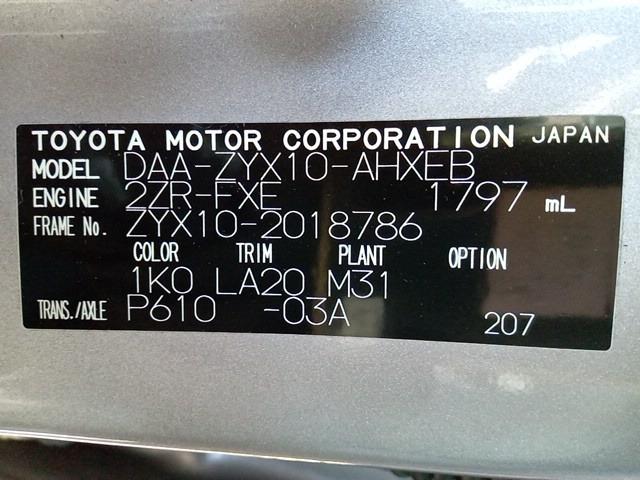 TOYOTA MOTOR CORPORATION JAPAN
MODEL DAA-ZYX10-AHXEB
ENGINE 2ZR-FXE 1797 mL
FRAME No. ZYX10-2018786
COLOR TRIM PLANT OPTION
1K0 LA20 M31
TRANS./AXLE P610 -03A
207